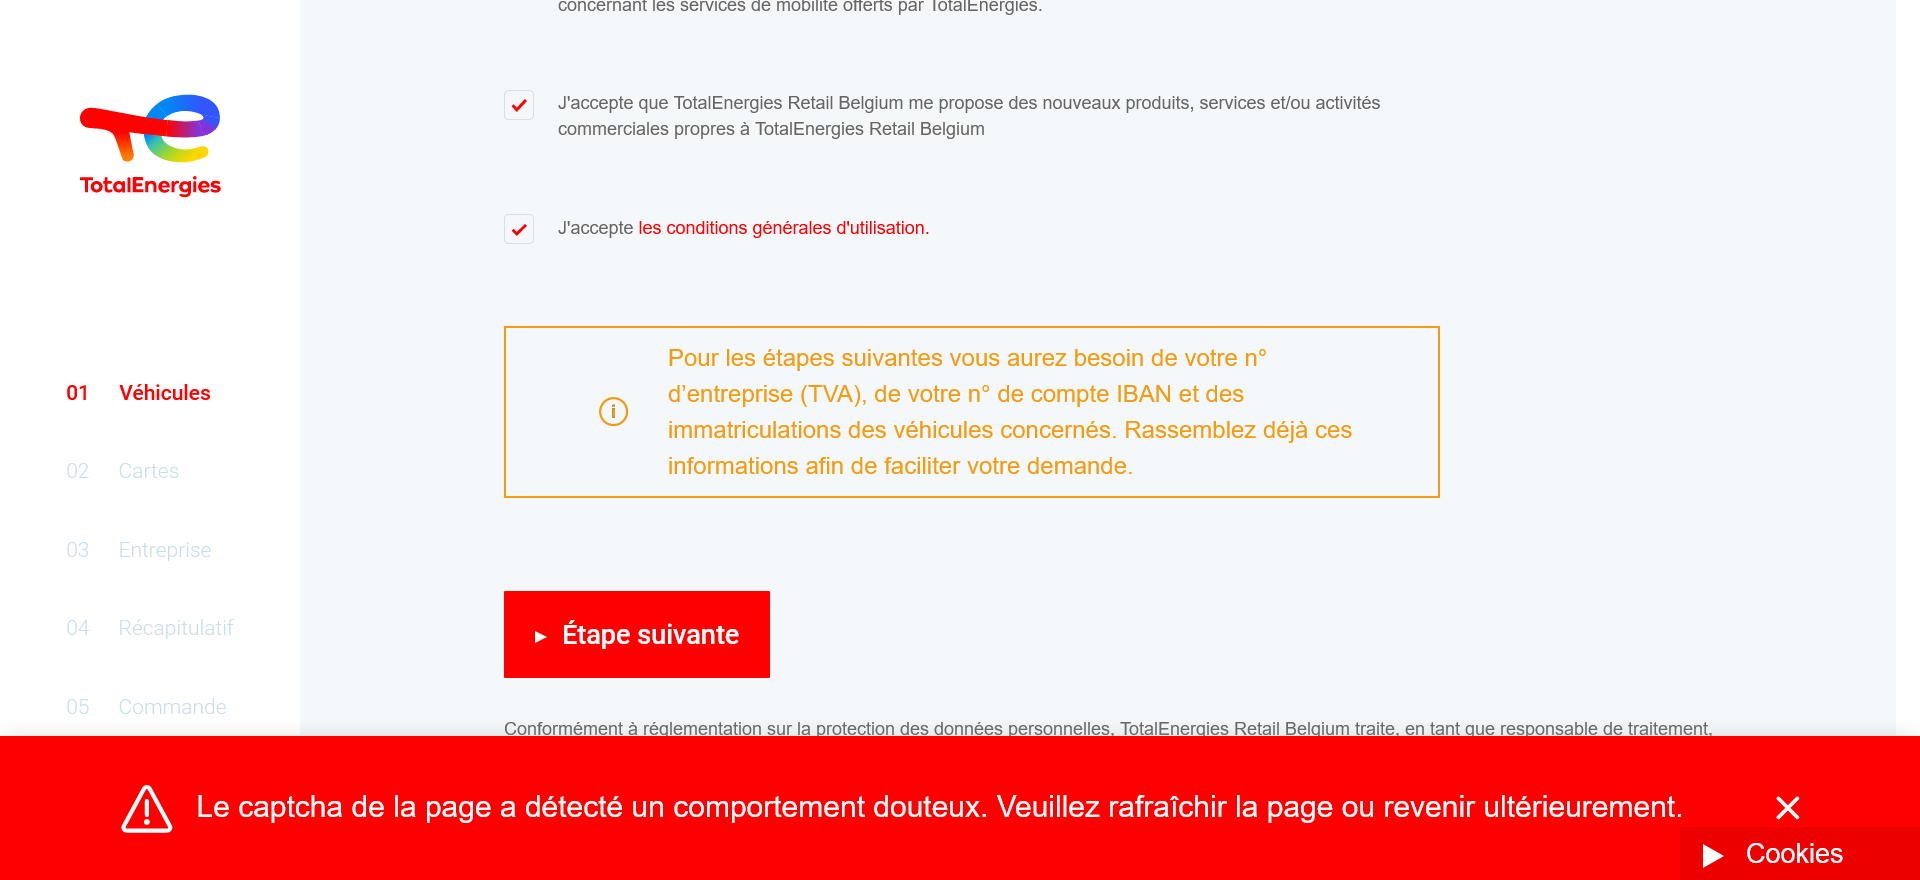 concernant les services de mobilité offerts par TotalEnergies.
J'accepte que TotalEnergies Retail Belgium me propose des nouveaux produits, services et/ou activités
commerciales propres à TotalEnergies Retail Belgium
TotalEnergies
J'accepte les conditions générales d'utilisation.
Pour les étapes suivantes vous aurez besoin de votre n°
d’entreprise (TVA), de votre n° de compte IBAN et des
immatriculations des véhicules concernés. Rassemblez déjà ces
informations afin de faciliter votre demande.
01 Véhicules
02 Cartes
03 Entreprise
04 Récapitulatif
05 Commande
Étape suivante
Conformément à réglementation sur la protection des données personnelles, TotalEnergies Retail Belgium traite, en tant que responsable de traitement,
Le captcha de la page a détecté un comportement douteux. Veuillez rafraîchir la page ou revenir ultérieurement.
Cookies